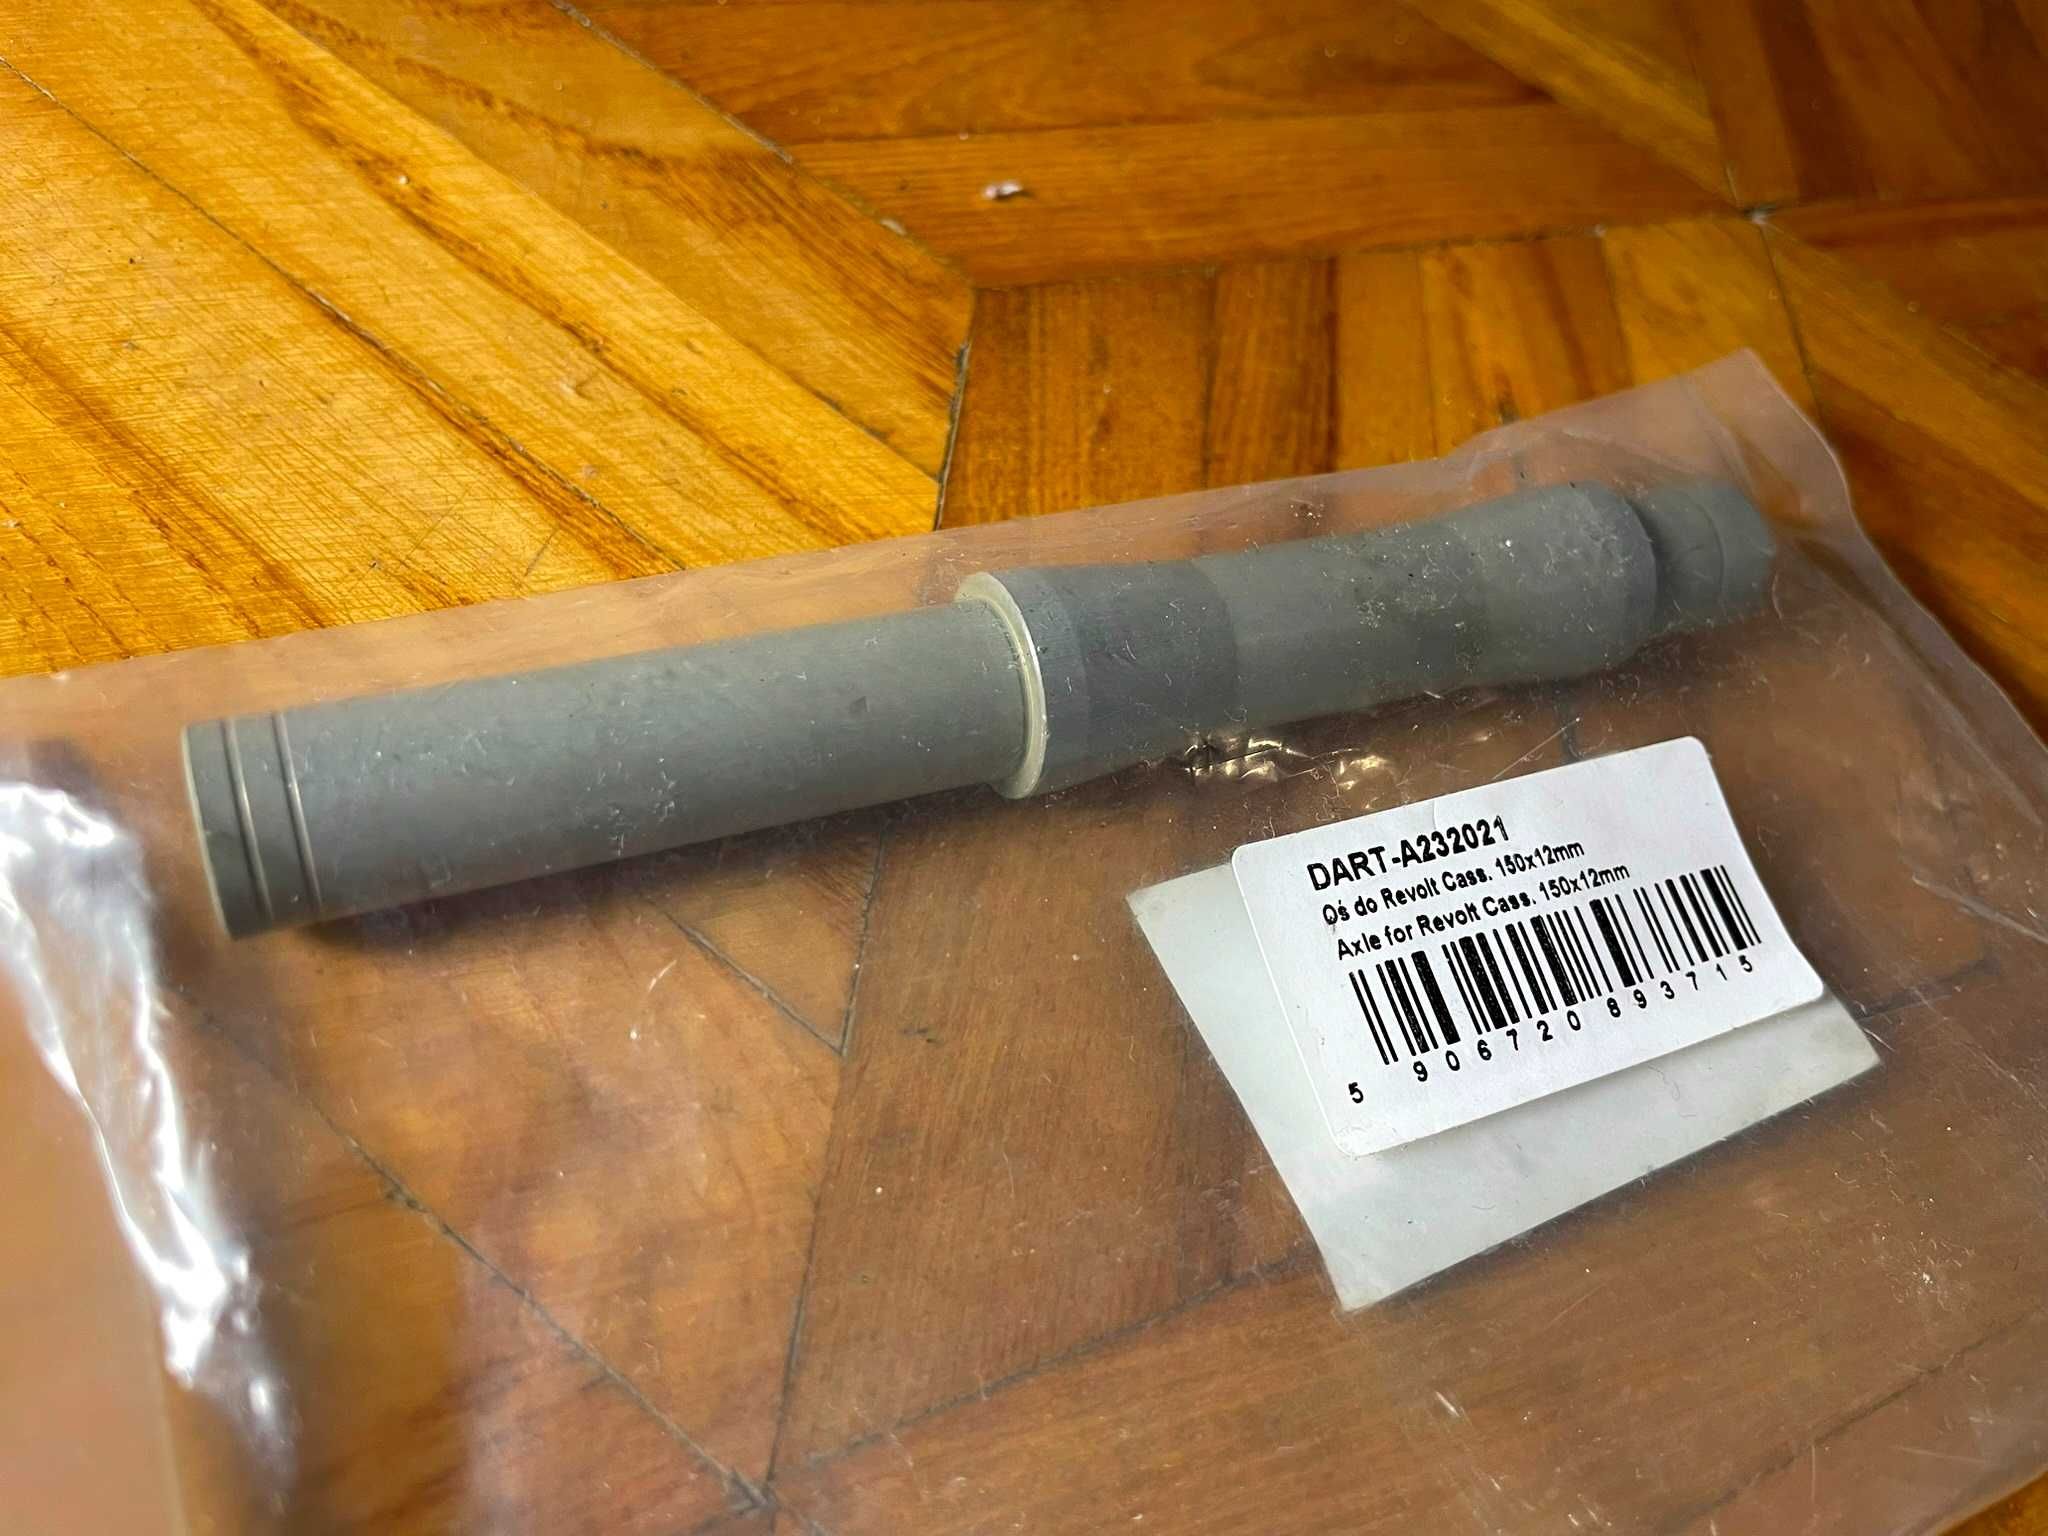 DART-A232021
Oś do Revolt Cass. 150x12mm
Axle for Revolt Cass. 150x12mm
5 906720 893715